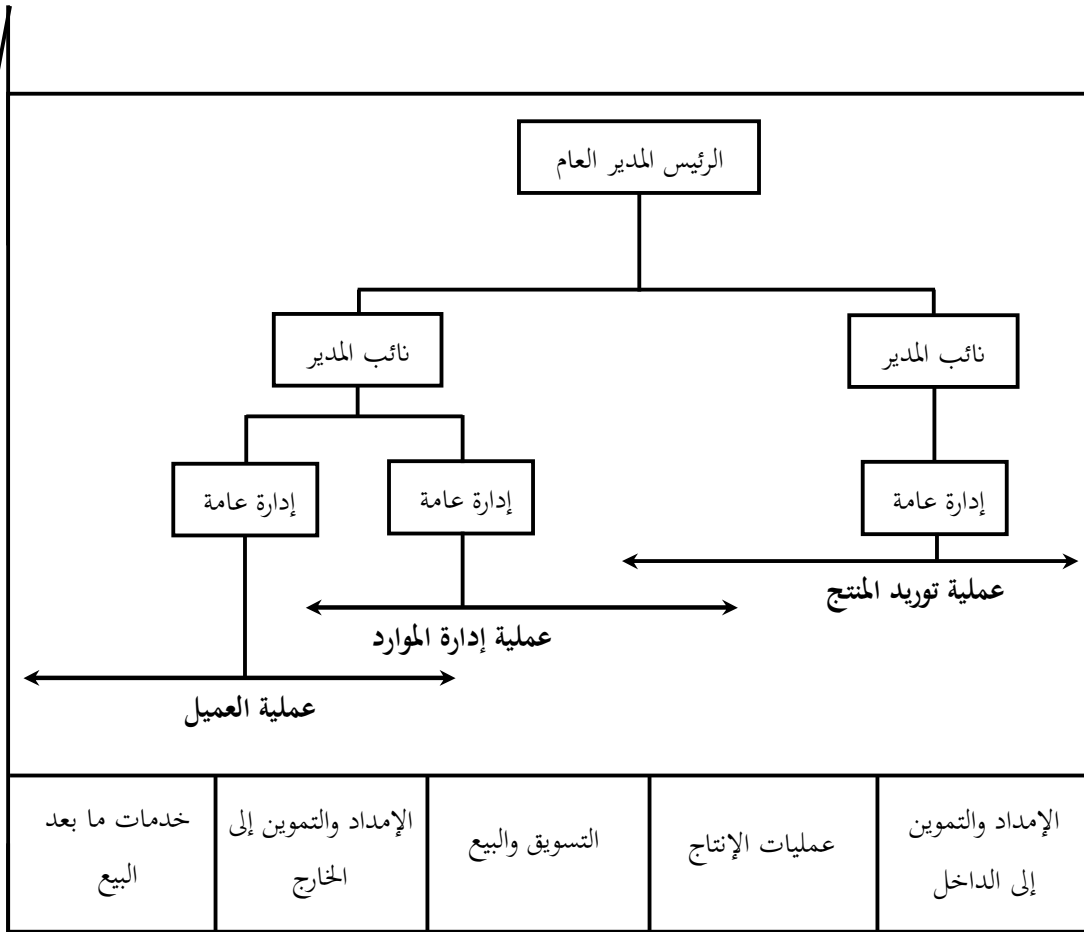 الرئيس المدير العام
نائب المدير
نائب المدير
إدارة عامة
إدارة عامة
إدارة عامة
عملية توريد المنتج
عملية إدارة الموارد
عملية العميل
الإمداد والتموين
إلى الداخل
عمليات الإنتاج
التسويق والبيع
الإمداد والتموين إلى
الخارج
خدمات ما بعد
البيع